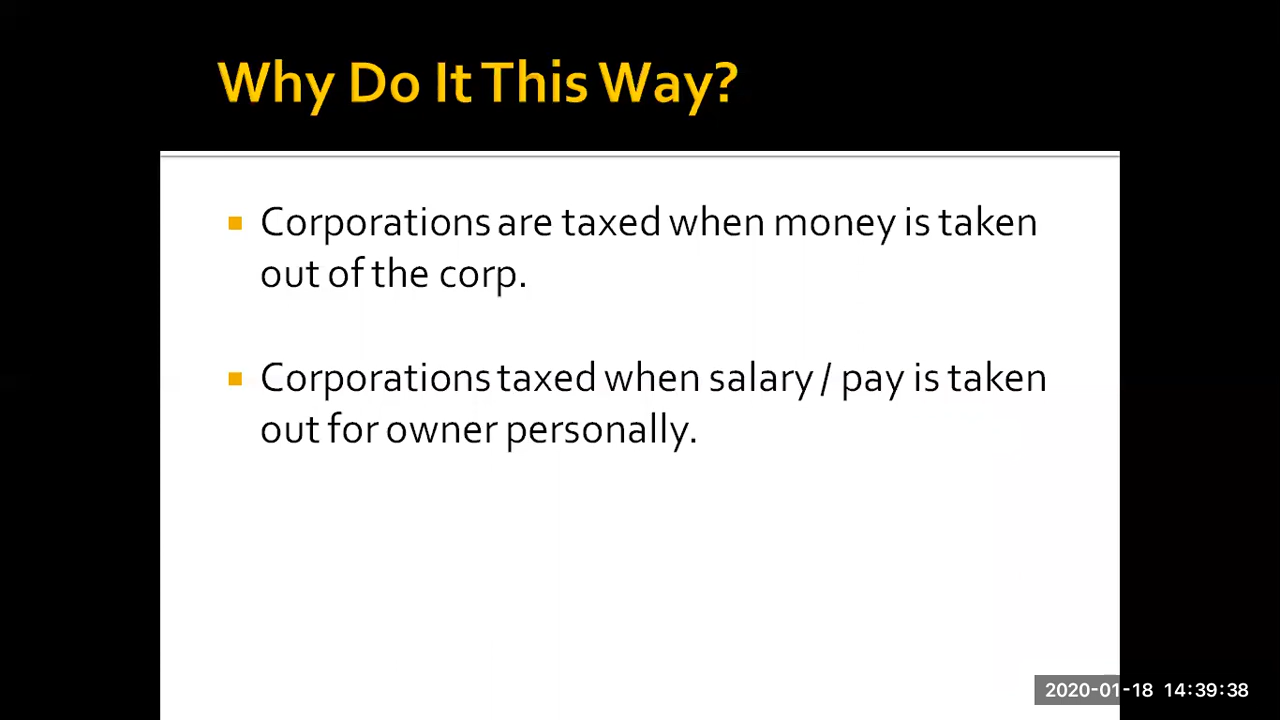 Why Do It This Way?
Corporations are taxed when money is taken
out of the corp.
Corporations taxed when salary / pay is taken
out for owner personally.
2020-01-18 14:39:38